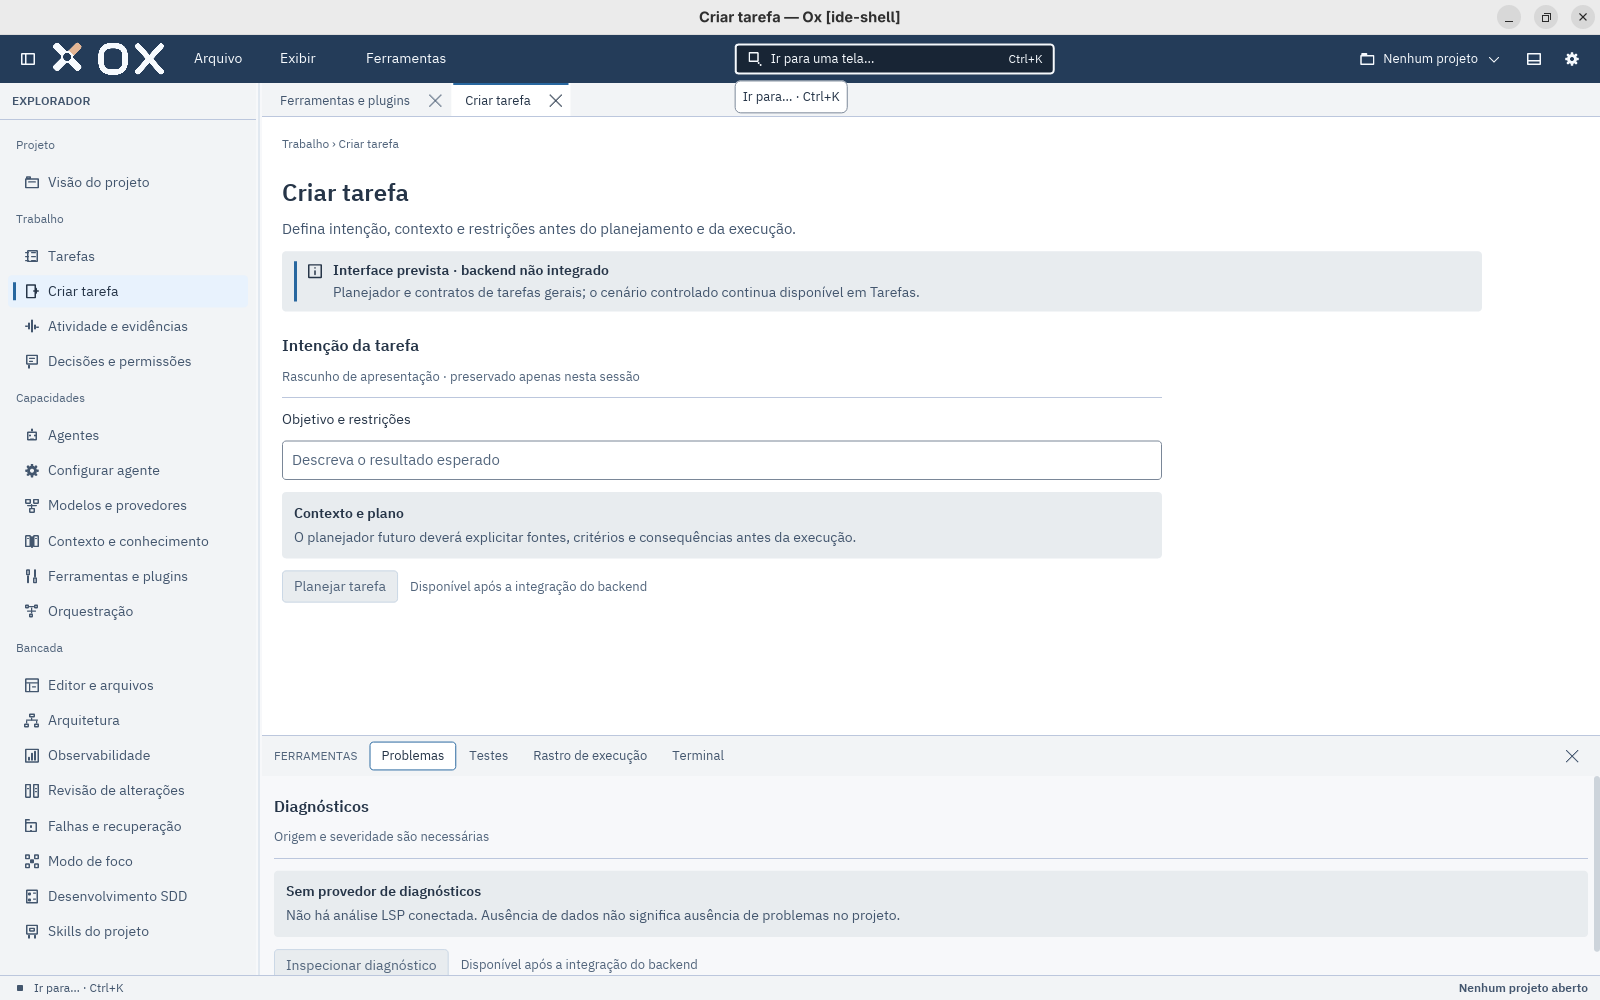 Criar tarefa — Ox [ide-shell]
OX
Arquivo
Exibir
Ferramentas
Ir para uma tela...
Ctrl+K
Nenhum projeto
EXPLORADOR
Ferramentas e plugins
Criar tarefa
Ir para... · Ctrl+K
Projeto
Visão do projeto
Trabalho
Tarefas
Criar tarefa
Atividade e evidências
Decisões e permissões
Capacidades
Agentes
Configurar agente
Modelos e provedores
Contexto e conhecimento
Ferramentas e plugins
Orquestração
Bancada
Editor e arquivos
Arquitetura
Observabilidade
Revisão de alterações
Falhas e recuperação
Modo de foco
Desenvolvimento SDD
Skills do projeto
Trabalho › Criar tarefa
Criar tarefa
Defina intenção, contexto e restrições antes do planejamento e da execução.
Interface prevista · backend não integrado
Planejador e contratos de tarefas gerais; o cenário controlado continua disponível em Tarefas.
Intenção da tarefa
Rascunho de apresentação · preservado apenas nesta sessão
Objetivo e restrições
Descreva o resultado esperado
Contexto e plano
O planejador futuro deverá explicitar fontes, critérios e consequências antes da execução.
Planejar tarefa
Disponível após a integração do backend
FERRAMENTAS
Problemas
Testes
Rastro de execução
Terminal
Diagnósticos
Origem e severidade são necessárias
Sem provedor de diagnósticos
Não há análise LSP conectada. Ausência de dados não significa ausência de problemas no projeto.
Inspecionar diagnóstico
Disponível após a integração do backend
Ir para... · Ctrl+K
Nenhum projeto aberto